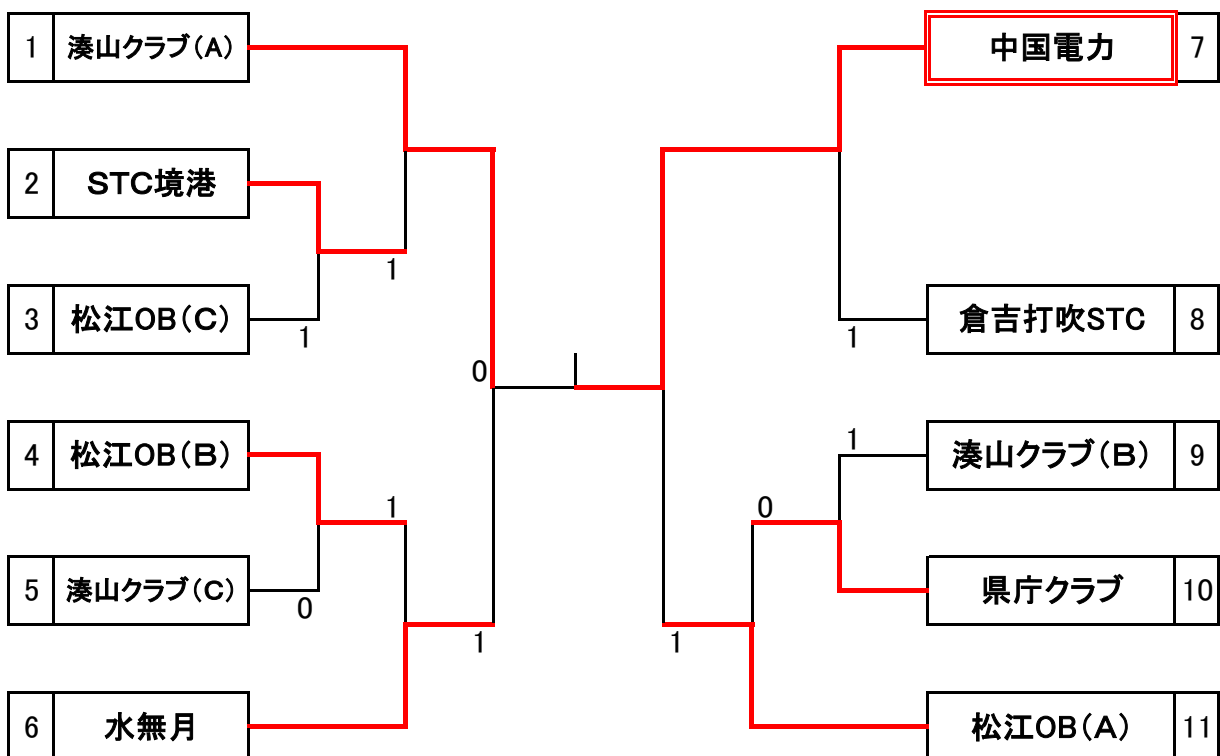 1 湊山クラブ(A)
2 STC境港
1
3 松江OB(C)
1
0
4 松江OB(B)
1
5 湊山クラブ(C)
0
1
6 水無月
中国電力 7
倉吉打吹STC 8
1
1
湊山クラブ(B) 9
0
県庁クラブ 10
1
松江OB(A) 11